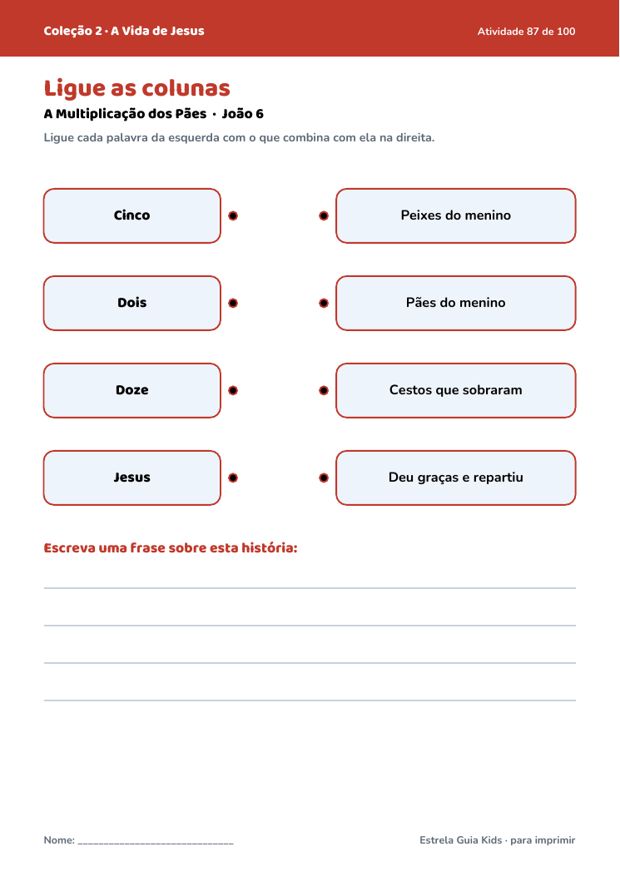 Coleção 2 · A Vida de Jesus
Atividade 87 de 100
Ligue as colunas
A Multiplicação dos Pães · João 6
Ligue cada palavra da esquerda com o que combina com ela na direita.
Cinco
Peixes do menino
Dois
Pães do menino
Doze
Cestos que sobraram
Jesus
Deu graças e repartiu
Escreva uma frase sobre esta história:
Nome: ______________________________
Estrela Guia Kids · para imprimir